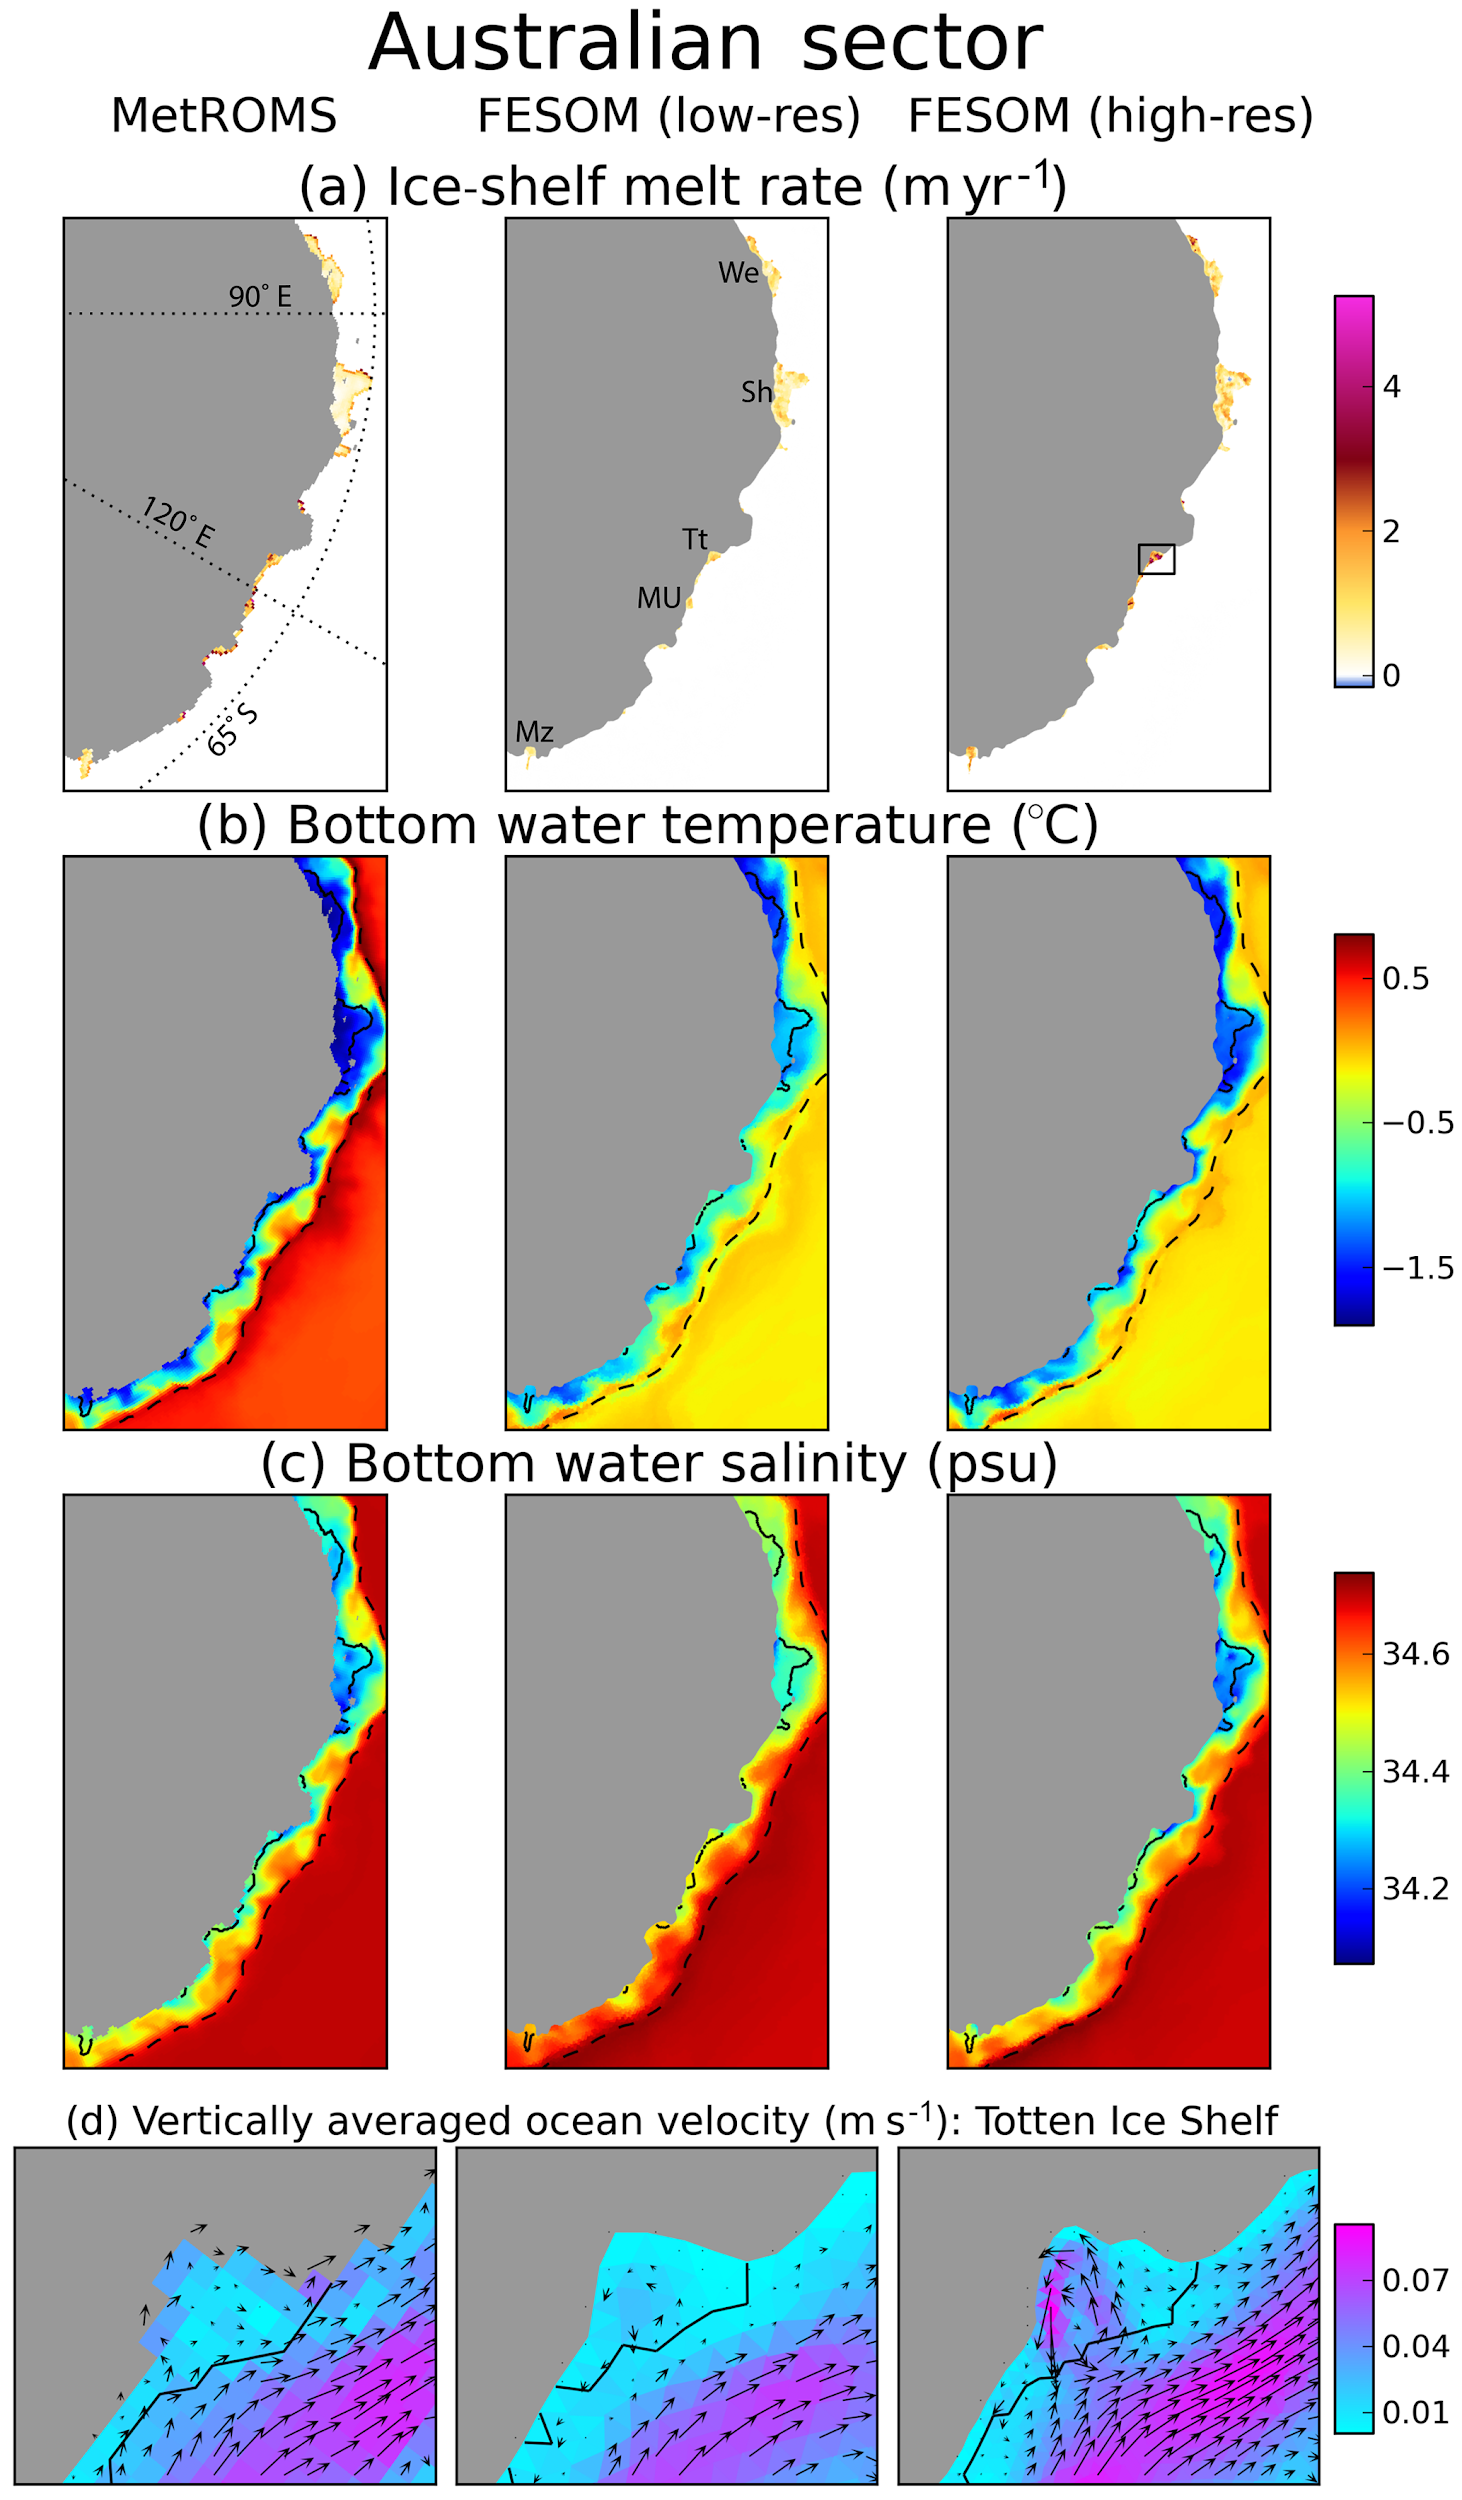 Australian sector
MetROMS FESOM (low-res) FESOM (high-res)
(a) Ice-shelf melt rate (m yr⁻¹)
We
90° E
Sh
4
120° E
Tt
2
MU
65° S
Mz
0
(b) Bottom water temperature (°C)
0.5
−0.5
−1.5
(c) Bottom water salinity (psu)
34.6
34.4
34.2
(d) Vertically averaged ocean velocity (m s⁻¹): Totten Ice Shelf
0.07
0.04
0.01